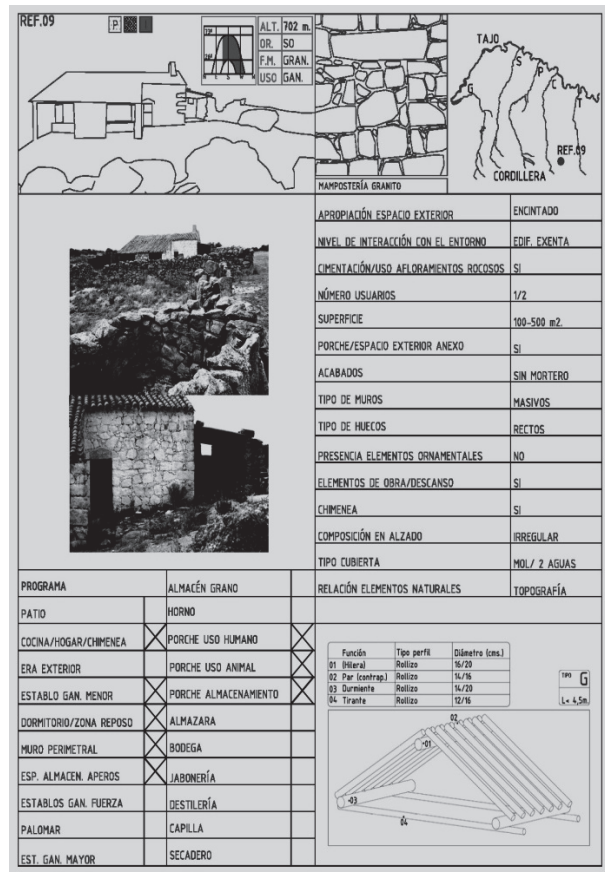 REF.09
P
ALT. 702 m.
OR. SO
F.M. GRAN.
USO GAN.
MAMPOSTERÍA GRANITO
TAJO
S
P
G
C
T
REF.09
CORDILLERA
APROPIACIÓN ESPACIO EXTERIOR ENCINTADO
NIVEL DE INTERACCIÓN CON EL ENTORNO EDIF. EXENTA
CIMENTACIÓN/USO AFLORAMIENTOS ROCOSOS SI
NÚMERO USUARIOS 1/2
SUPERFICIE 100-500 m2.
PORCHE/ESPACIO EXTERIOR ANEXO SI
ACABADOS SIN MORTERO
TIPO DE MUROS MASIVOS
TIPO DE HUECOS RECTOS
PRESENCIA ELEMENTOS ORNAMENTALES NO
ELEMENTOS DE OBRA/DESCANSO SI
CHIMENEA SI
COMPOSICIÓN EN ALZADO IRREGULAR
TIPO CUBIERTA MOL/ 2 AGUAS
RELACIÓN ELEMENTOS NATURALES TOPOGRAFÍA
PROGRAMA ALMACÉN GRANO
PATIO HORNO
COCINA/HOGAR/CHIMENEA PORCHE USO HUMANO
ERA EXTERIOR PORCHE USO ANIMAL
ESTABLO GAN. MENOR PORCHE ALMACENAMIENTO
DORMITORIO/ZONA REPOSO ALMAZARA
MURO PERIMETRAL BODEGA
ESP. ALMACEN. APEROS JABONERÍA
ESTABLOS GAN. FUERZA DESTILERÍA
PALOMAR CAPILLA
EST. GAN. MAYOR SECADERO
Función Tipo perfil Diámetro (cms.)
01 (Hilera) Rollizo 16/20
02 Par (contrap.) Rollizo 14/16
03 Durmiente Rollizo 14/20
04 Tirante Rollizo 12/16
TIPO G
L< 4,5m.
02
-01
-03
04